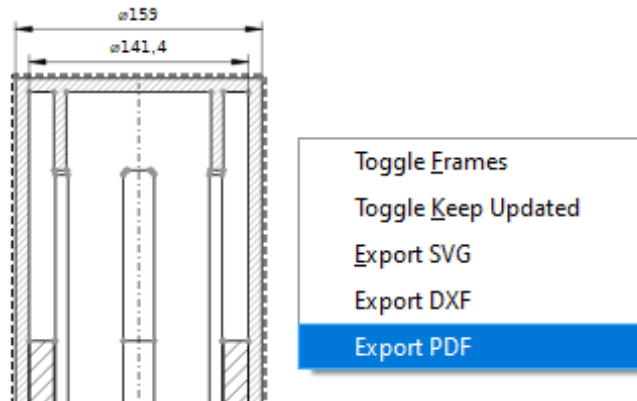 ⌀159
⌀141,4
Toggle Frames
Toggle Keep Updated
Export SVG
Export DXF
Export PDF